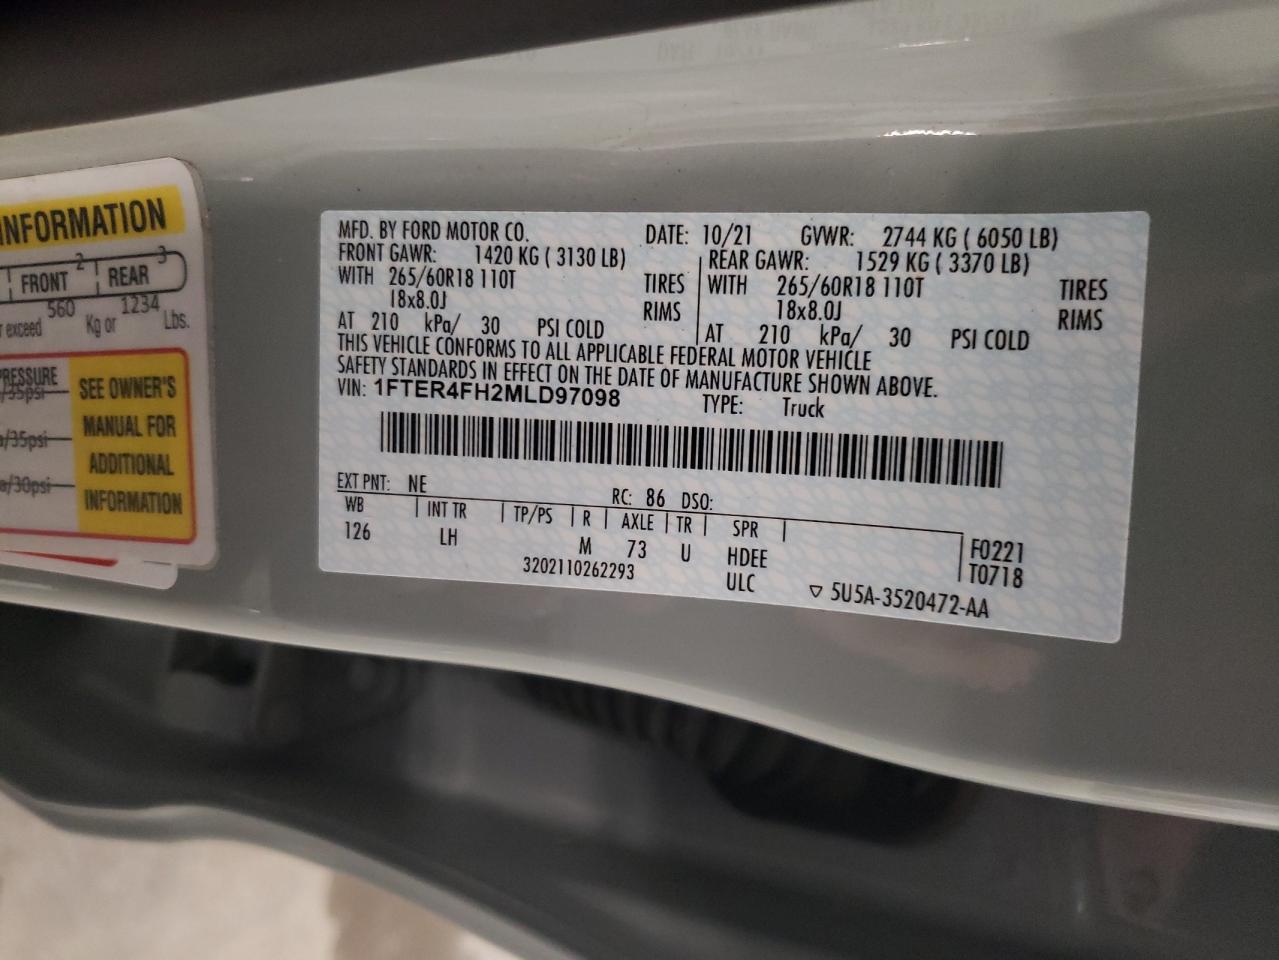 INFORMATION
FRONT 2 REAR 3
exceed 560 Kg or 1234 Lbs.
PRESSURE
/35psi
/35psi
/30psi
SEE OWNER'S
MANUAL FOR
ADDITIONAL
INFORMATION
MFD. BY FORD MOTOR CO. DATE: 10/21 GVWR: 2744 KG ( 6050 LB)
FRONT GAWR: 1420 KG ( 3130 LB) REAR GAWR: 1529 KG ( 3370 LB)
WITH 265/60R18 110T TIRES WITH 265/60R18 110T TIRES
18x8.0J RIMS 18x8.0J RIMS
AT 210 kPa/ 30 PSI COLD AT 210 kPa/ 30 PSI COLD
THIS VEHICLE CONFORMS TO ALL APPLICABLE FEDERAL MOTOR VEHICLE
SAFETY STANDARDS IN EFFECT ON THE DATE OF MANUFACTURE SHOWN ABOVE.
VIN: 1FTER4FH2MLD97098 TYPE: Truck
EXT PNT: NE RC: 86 DSO:
WB INT TR TP/PS R AXLE TR SPR
126 LH M 73 U HDEE F0221
3202110262293 ULC T0718
▽ 5U5A-3520472-AA